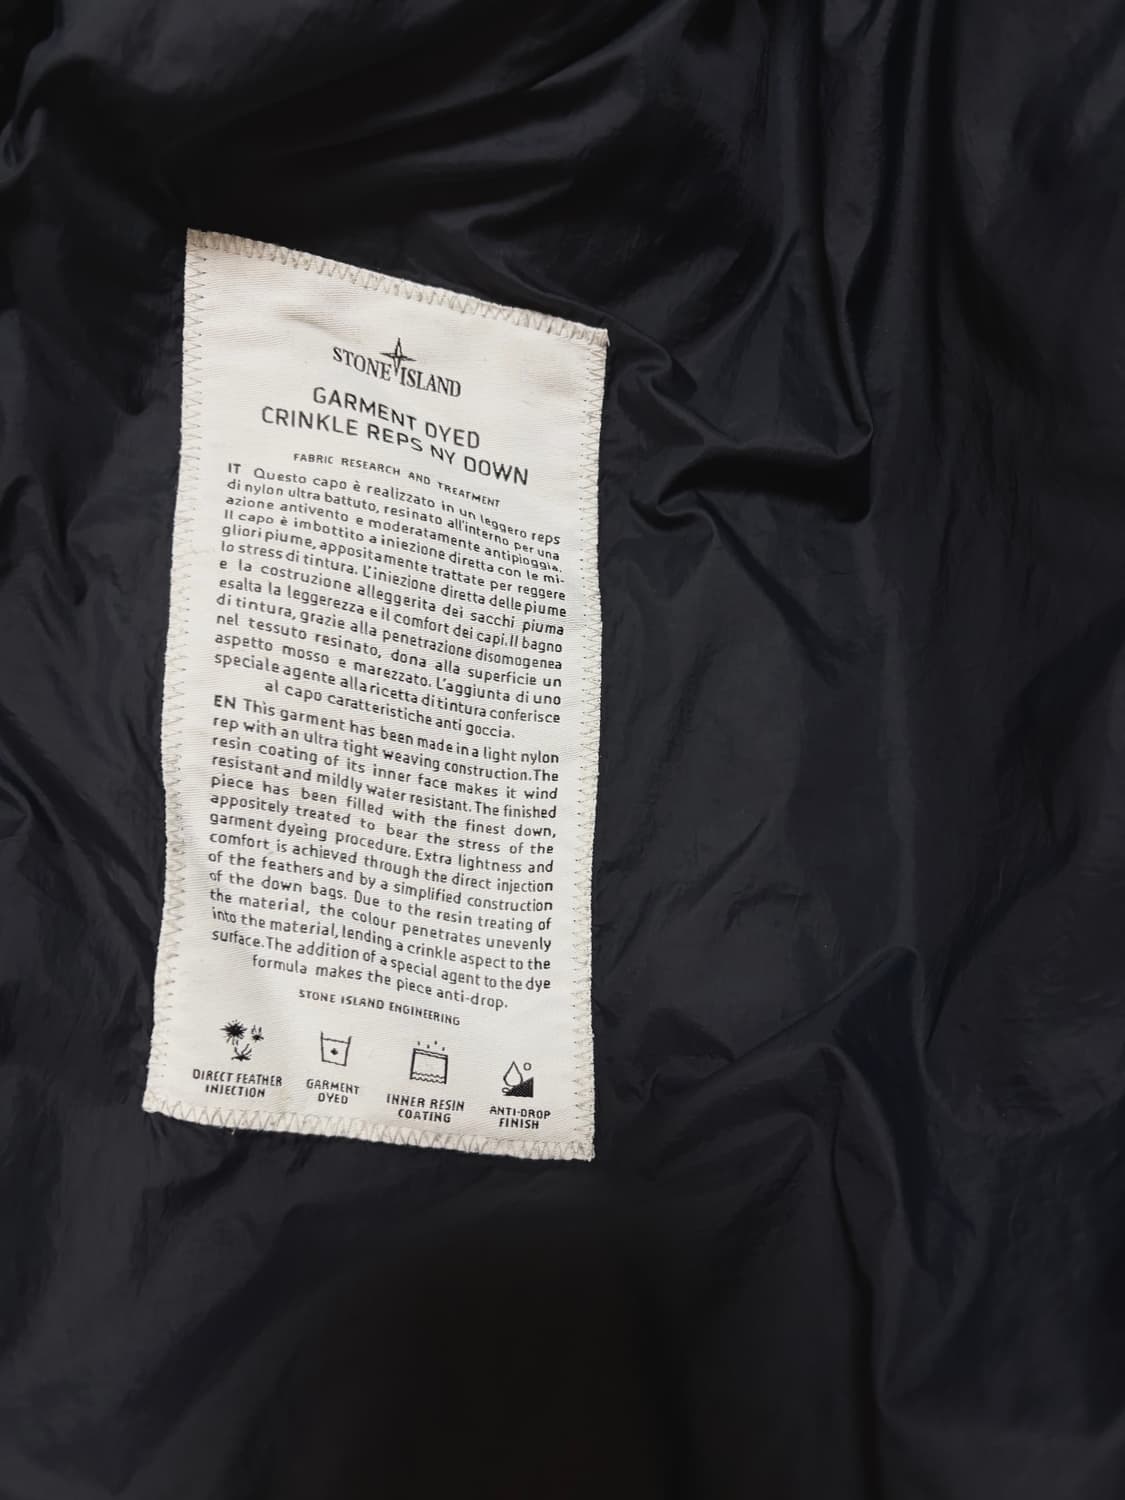 STONE ISLAND
GARMENT DYED
CRINKLE REPS NY DOWN
FABRIC RESEARCH AND TREATMENT
IT Questo capo è realizzato in un leggero reps
di nylon ultra battuto, resinato all'interno per una
azione antivento e moderatamente antipioggia.
Il capo è imbottito a iniezione diretta con le mi-
gliori piume, appositamente trattate per reggere
lo stress di tintura. L'iniezione diretta delle piume
e la costruzione alleggerita dei sacchi piuma
esalta la leggerezza e il comfort dei capi. Il bagno
di tintura, grazie alla penetrazione disomogenea
nel tessuto resinato, dona alla superficie un
aspetto mosso e marezzato. L'aggiunta di uno
speciale agente alla ricetta di tintura conferisce
al capo caratteristiche anti goccia.
EN This garment has been made in a light nylon
rep with an ultra tight weaving construction. The
resin coating of its inner face makes it wind
resistant and mildly water resistant. The finished
piece has been filled with the finest down,
appositely treated to bear the stress of the
garment dyeing procedure. Extra lightness and
comfort is achieved through the direct injection
of the feathers and by a simplified construction
of the down bags. Due to the resin treating of
the material, the colour penetrates unevenly
into the material, lending a crinkle aspect to the
surface. The addition of a special agent to the dye
formula makes the piece anti-drop.
STONE ISLAND ENGINEERING
DIRECT FEATHER
INJECTION
GARMENT
DYED
INNER RESIN
COATING
ANTI-DROP
FINISH